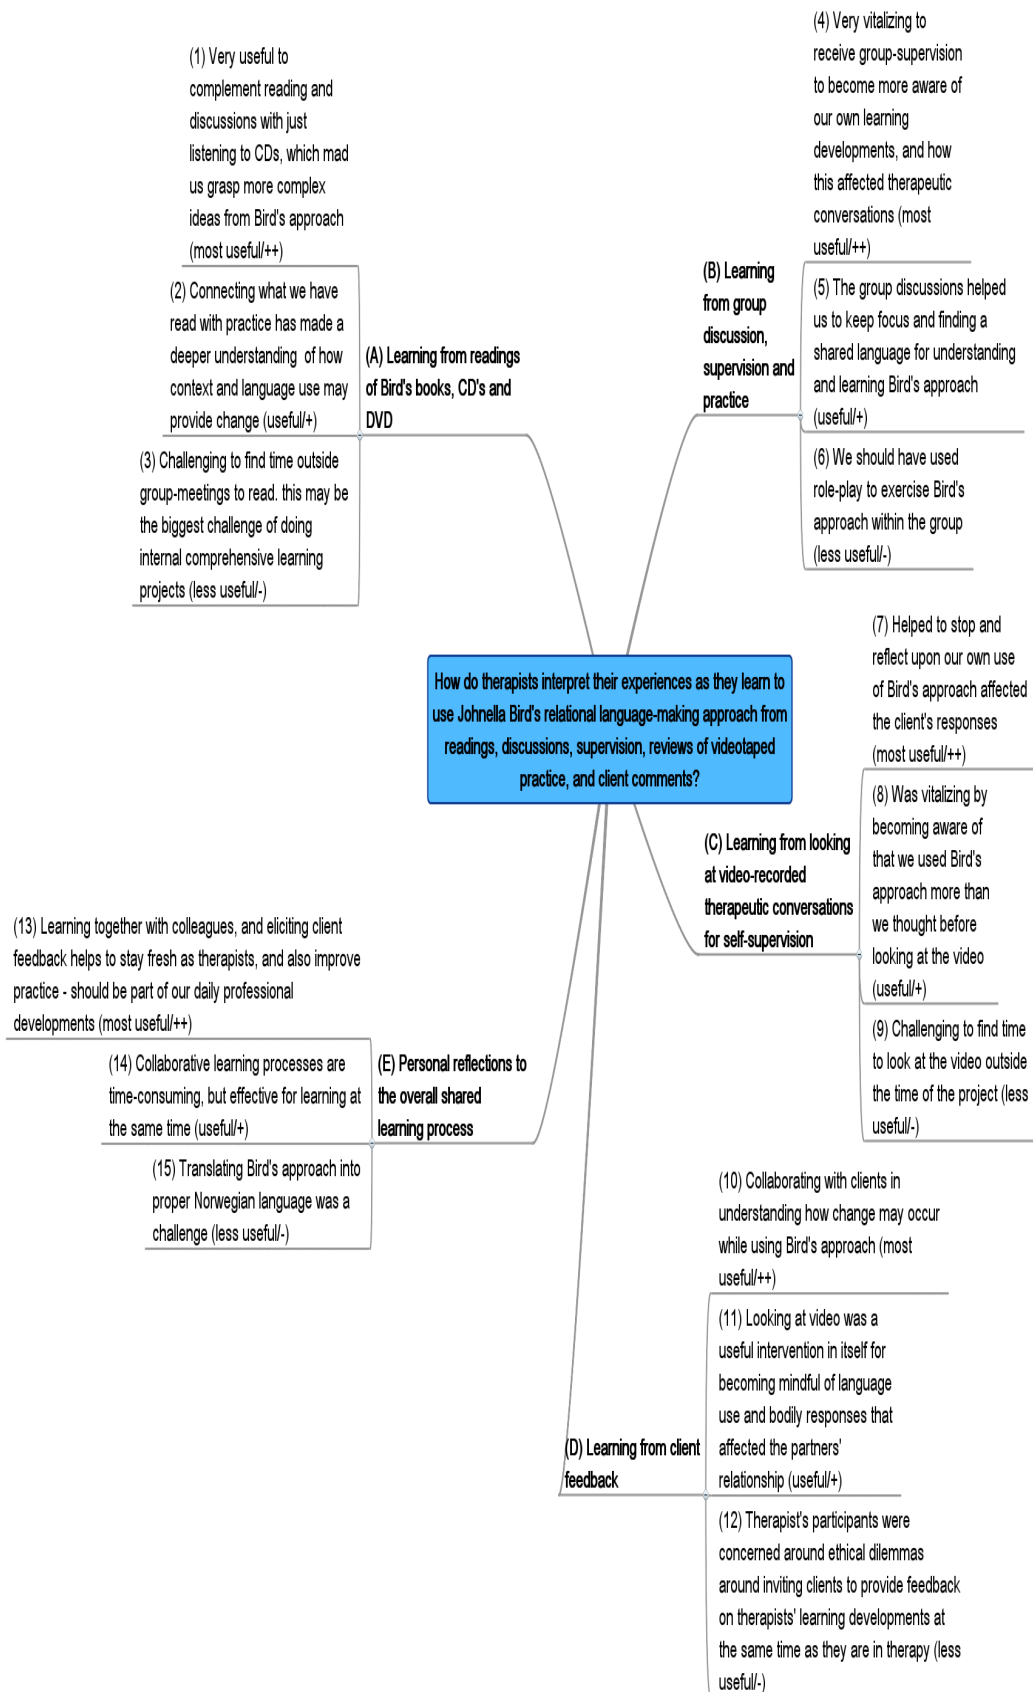 (1) Very useful to
complement reading and
discussions with just
listening to CDs, which mad
us grasp more complex
ideas from Bird's approach
(most useful/++)
(2) Connecting what we have
read with practice has made a
deeper understanding  of how
context and language use may
provide change (useful/+)
(3) Challenging to find time outside
group-meetings to read. this may be
the biggest challenge of doing
internal comprehensive learning
projects (less useful/-)
(A) Learning from readings
of Bird's books, CD's and
DVD
(B) Learning
from group
discussion,
supervision and
practice
(4) Very vitalizing to
receive group-supervision
to become more aware of
our own learning
developments, and how
this affected therapeutic
conversations (most
useful/++)
(5) The group discussions helped
us to keep focus and finding a
shared language for understanding
and learning Bird's approach
(useful/+)
(6) We should have used
role-play to exercise Bird's
approach within the group
(less useful/-)
How do therapists interpret their experiences as they learn to
use Johnella Bird's relational language-making approach from
readings, discussions, supervision, reviews of videotaped
practice, and client comments?
(C) Learning from looking
at video-recorded
therapeutic conversations
for self-supervision
(7) Helped to stop and
reflect upon our own use
of Bird's approach affected
the client's responses
(most useful/++)
(8) Was vitalizing by
becoming aware of
that we used Bird's
approach more than
we thought before
looking at the video
(useful/+)
(9) Challenging to find time
to look at the video outside
the time of the project (less
useful/-)
(D) Learning from client
feedback
(10) Collaborating with clients in
understanding how change may occur
while using Bird's approach (most
useful/++)
(11) Looking at video was a
useful intervention in itself for
becoming mindful of language
use and bodily responses that
affected the partners'
relationship (useful/+)
(12) Therapist's participants were
concerned around ethical dilemmas
around inviting clients to provide feedback
on therapists' learning developments at
the same time as they are in therapy (less
useful/-)
(E) Personal reflections to
the overall shared
learning process
(13) Learning together with colleagues, and eliciting client
feedback helps to stay fresh as therapists, and also improve
practice - should be part of our daily professional
developments (most useful/++)
(14) Collaborative learning processes are
time-consuming, but effective for learning at
the same time (useful/+)
(15) Translating Bird's approach into
proper Norwegian language was a
challenge (less useful/-)